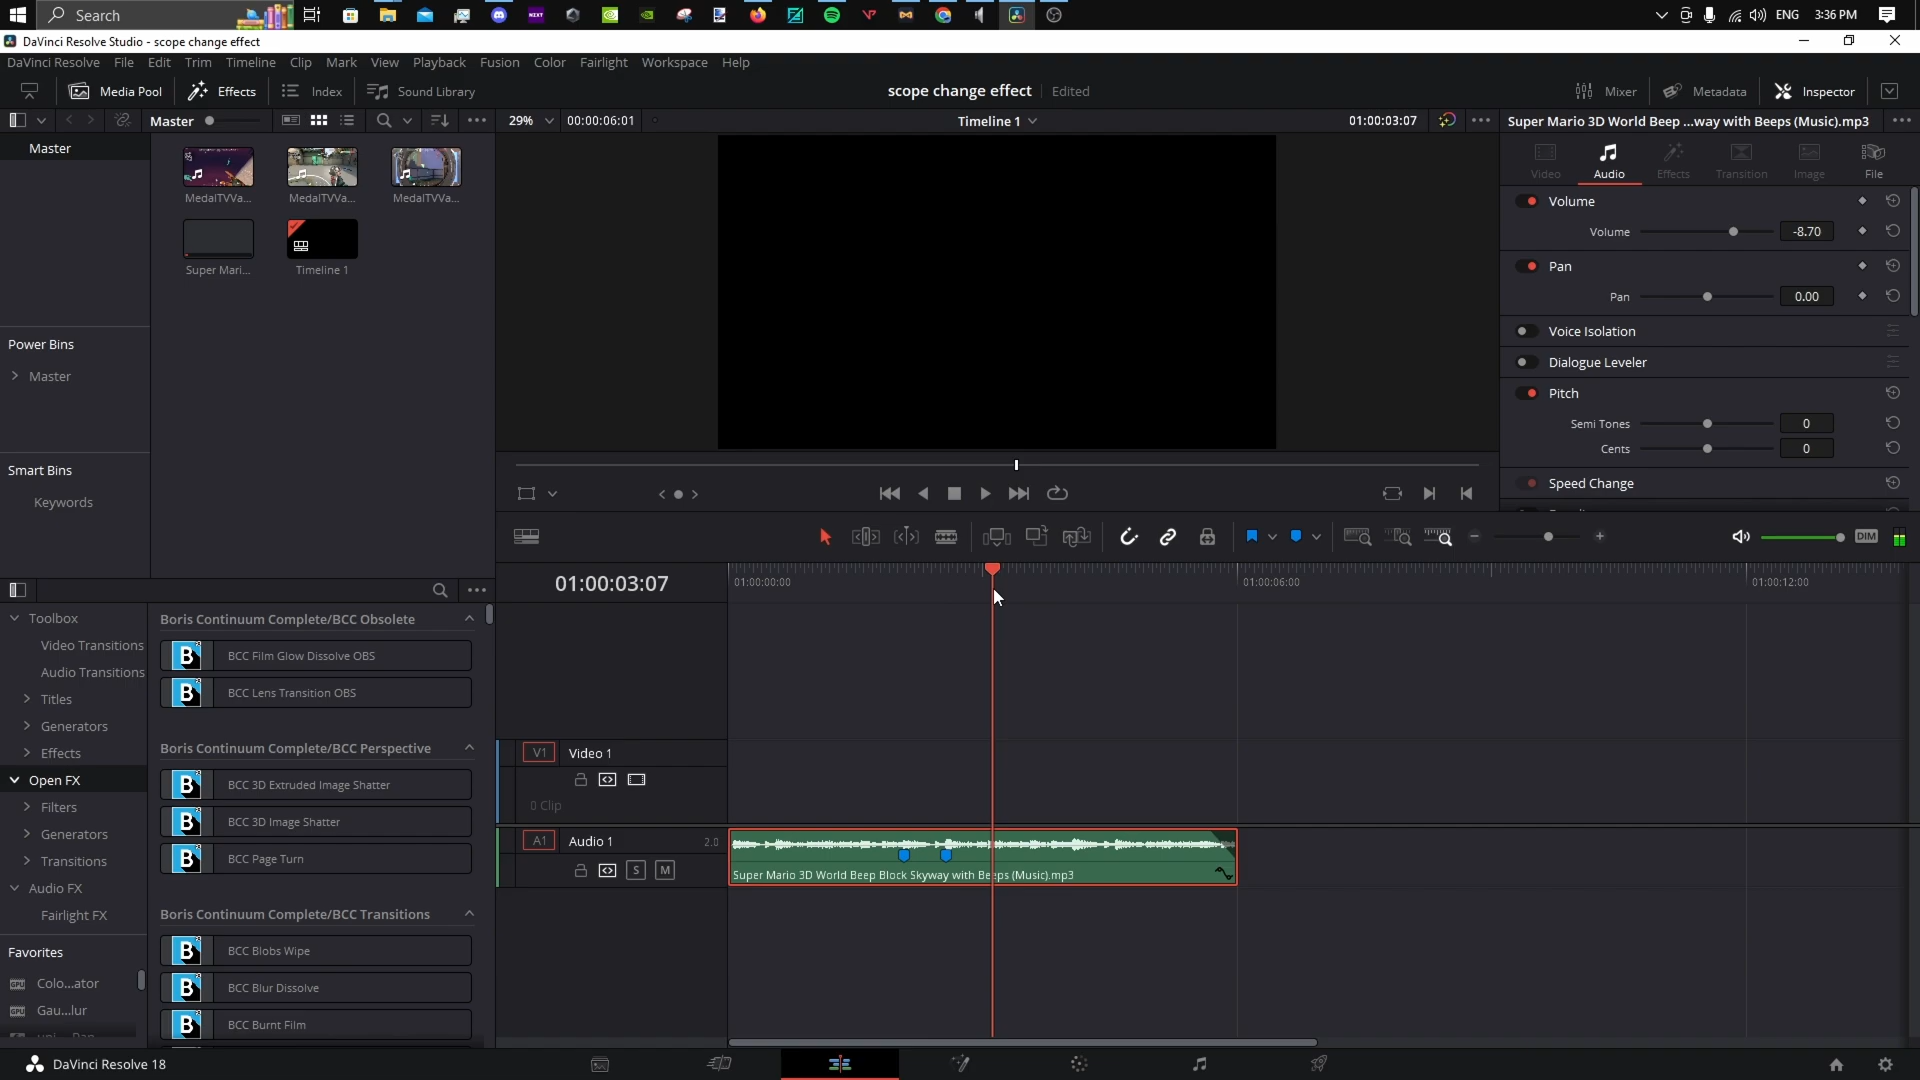 Search
NEXT
ENG
3:36 PM
DaVinci Resolve Studio - scope change effect
DaVinci Resolve File Edit Trim Timeline Clip Mark View Playback Fusion Color Fairlight Workspace Help
Media Pool Effects Index Sound Library
scope change effect Edited
Mixer Metadata Inspector
Master
29% 00:00:06:01
Timeline 1
01:00:03:07
Super Mario 3D World Beep ...way with Beeps (Music).mp3
Master
MedalTVVa...
MedalTVVa...
MedalTVVa...
Super Mari...
Timeline 1
Power Bins
Master
Smart Bins
Keywords
Video Audio Effects Transition Image File
Volume
Volume -8.70
Pan
Pan 0.00
Voice Isolation
Dialogue Leveler
Pitch
Semi Tones 0
Cents 0
Speed Change
DIM
Toolbox
Video Transitions
Audio Transitions
Titles
Generators
Effects
Open FX
Filters
Generators
Transitions
Audio FX
Fairlight FX
Favorites
Colo...ator
Gau...lur
Boris Continuum Complete/BCC Obsolete
BCC Film Glow Dissolve OBS
BCC Lens Transition OBS
Boris Continuum Complete/BCC Perspective
BCC 3D Extruded Image Shatter
BCC 3D Image Shatter
BCC Page Turn
Boris Continuum Complete/BCC Transitions
BCC Blobs Wipe
BCC Blur Dissolve
BCC Burnt Film
01:00:03:07
01:00:00:00
01:00:06:00
01:00:12:00
V1 Video 1
0 Clip
A1 Audio 1 2.0
S M
Super Mario 3D World Beep Block Skyway with Beeps (Music).mp3
DaVinci Resolve 18